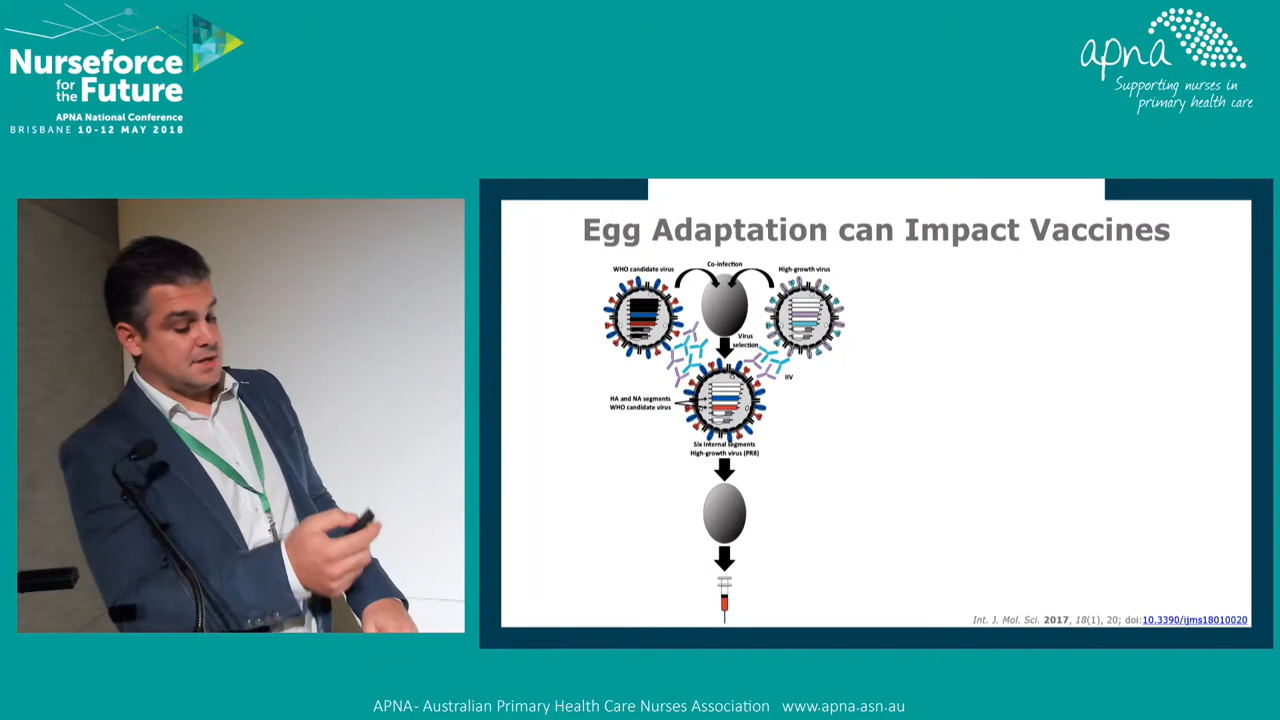 Nurseforce
for
the Future
APNA National Conference
BRISBANE 10-12 MAY 2018
apna
Supporting nurses in
primary health care
Egg Adaptation can Impact Vaccines
Co-infection
WHO candidate virus
High-growth virus
Virus
selection
IIV
HA and NA segments
WHO candidate virus
Six internal segments
High-growth virus (PR8)
Int. J. Mol. Sci. 2017, 18(1), 20; doi:10.3390/ijms18010020
APNA- Australian Primary Health Care Nurses Association www.apna.asn.au